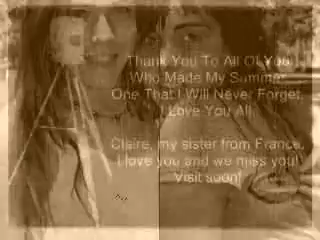 Thank You To All Of You
Who Made My Summer
One That I Will Never Forget.
I Love You All.
Claire, my sister from France,
I love you and we miss you!
Visit soon!